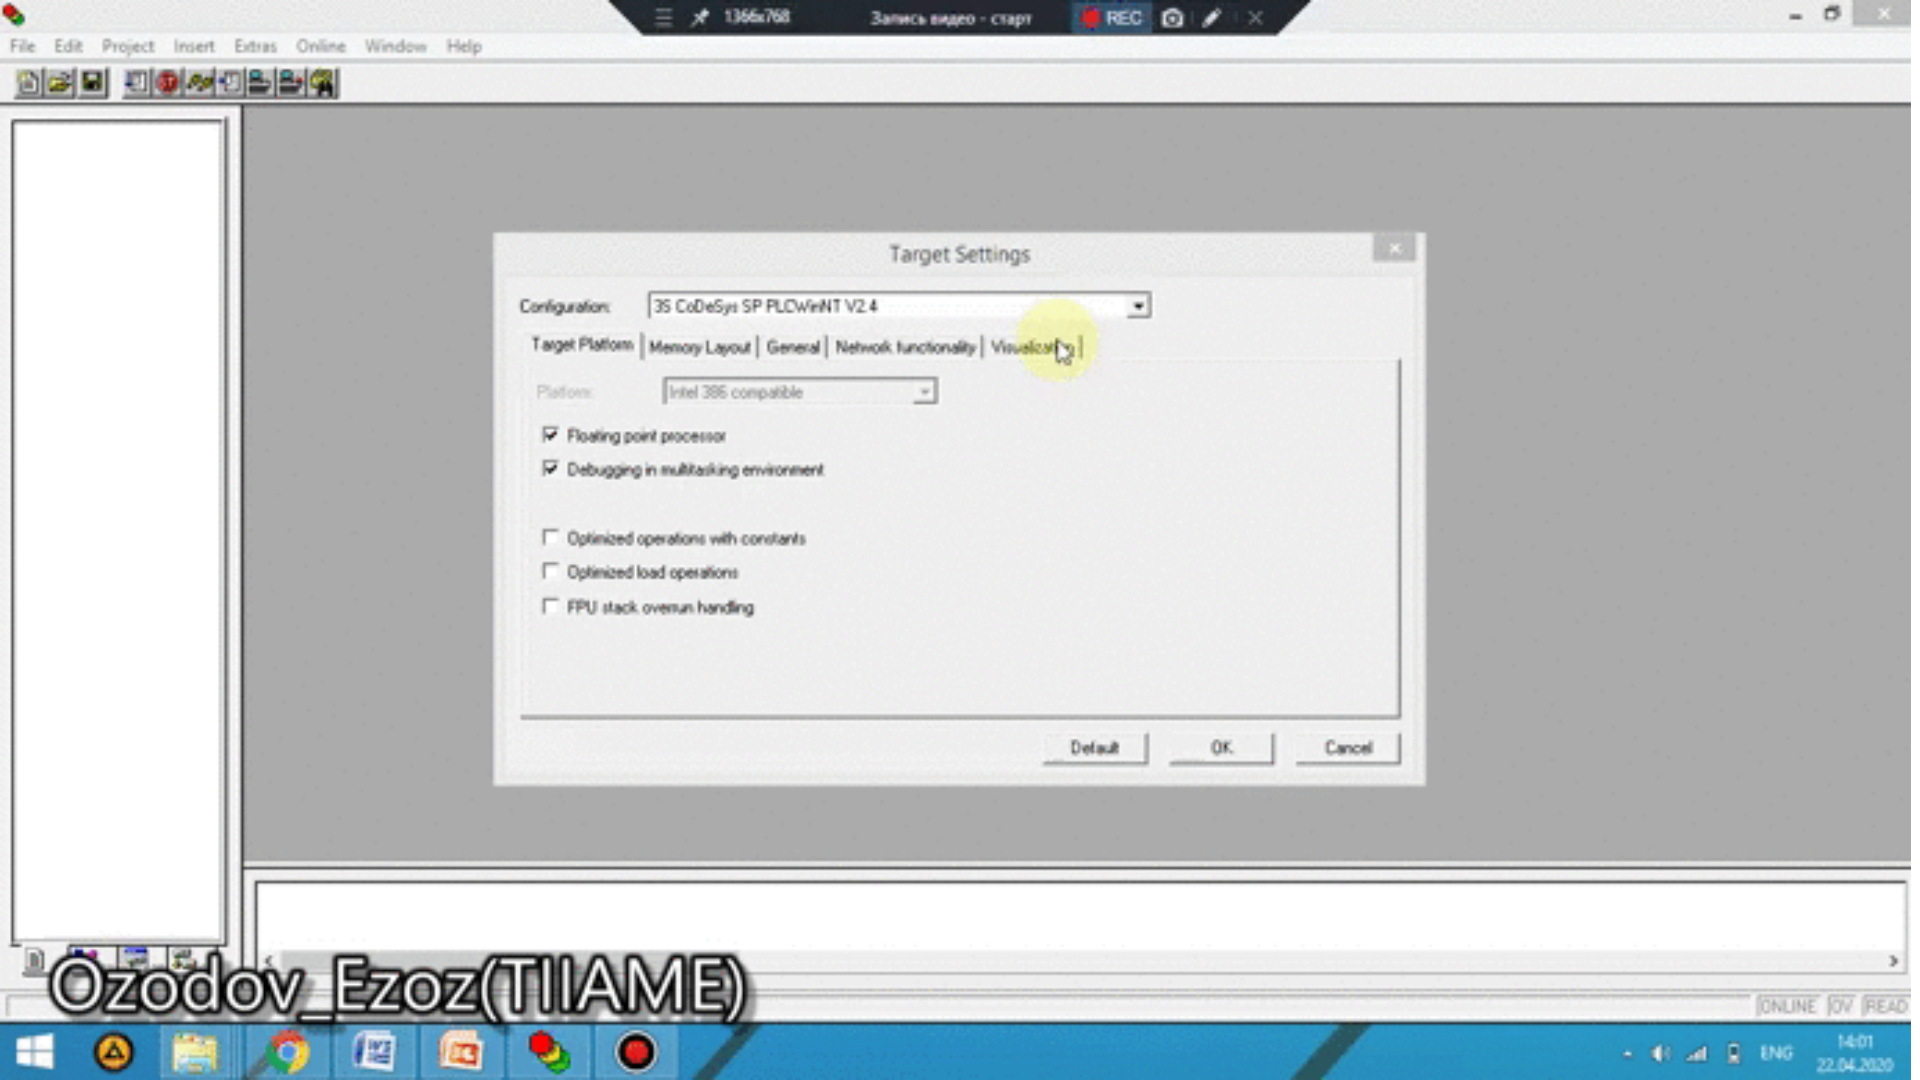 1366x768 Запись видео - старт REC
File Edit Project Insert Extras Online Window Help
Target Settings
Configuration: 3S CoDeSys SP PLCWinNT V2.4
Target Platform Memory Layout General Network functionality Visualization
Platform: Intel 386 compatible
Floating point processor
Debugging in multitasking environment
Optimized operations with constants
Optimized load operations
FPU stack overrun handling
Default OK Cancel
Ozodov_Ezoz(TIIAME)
ONLINE OV READ
ENG 14:01
22.04.2020